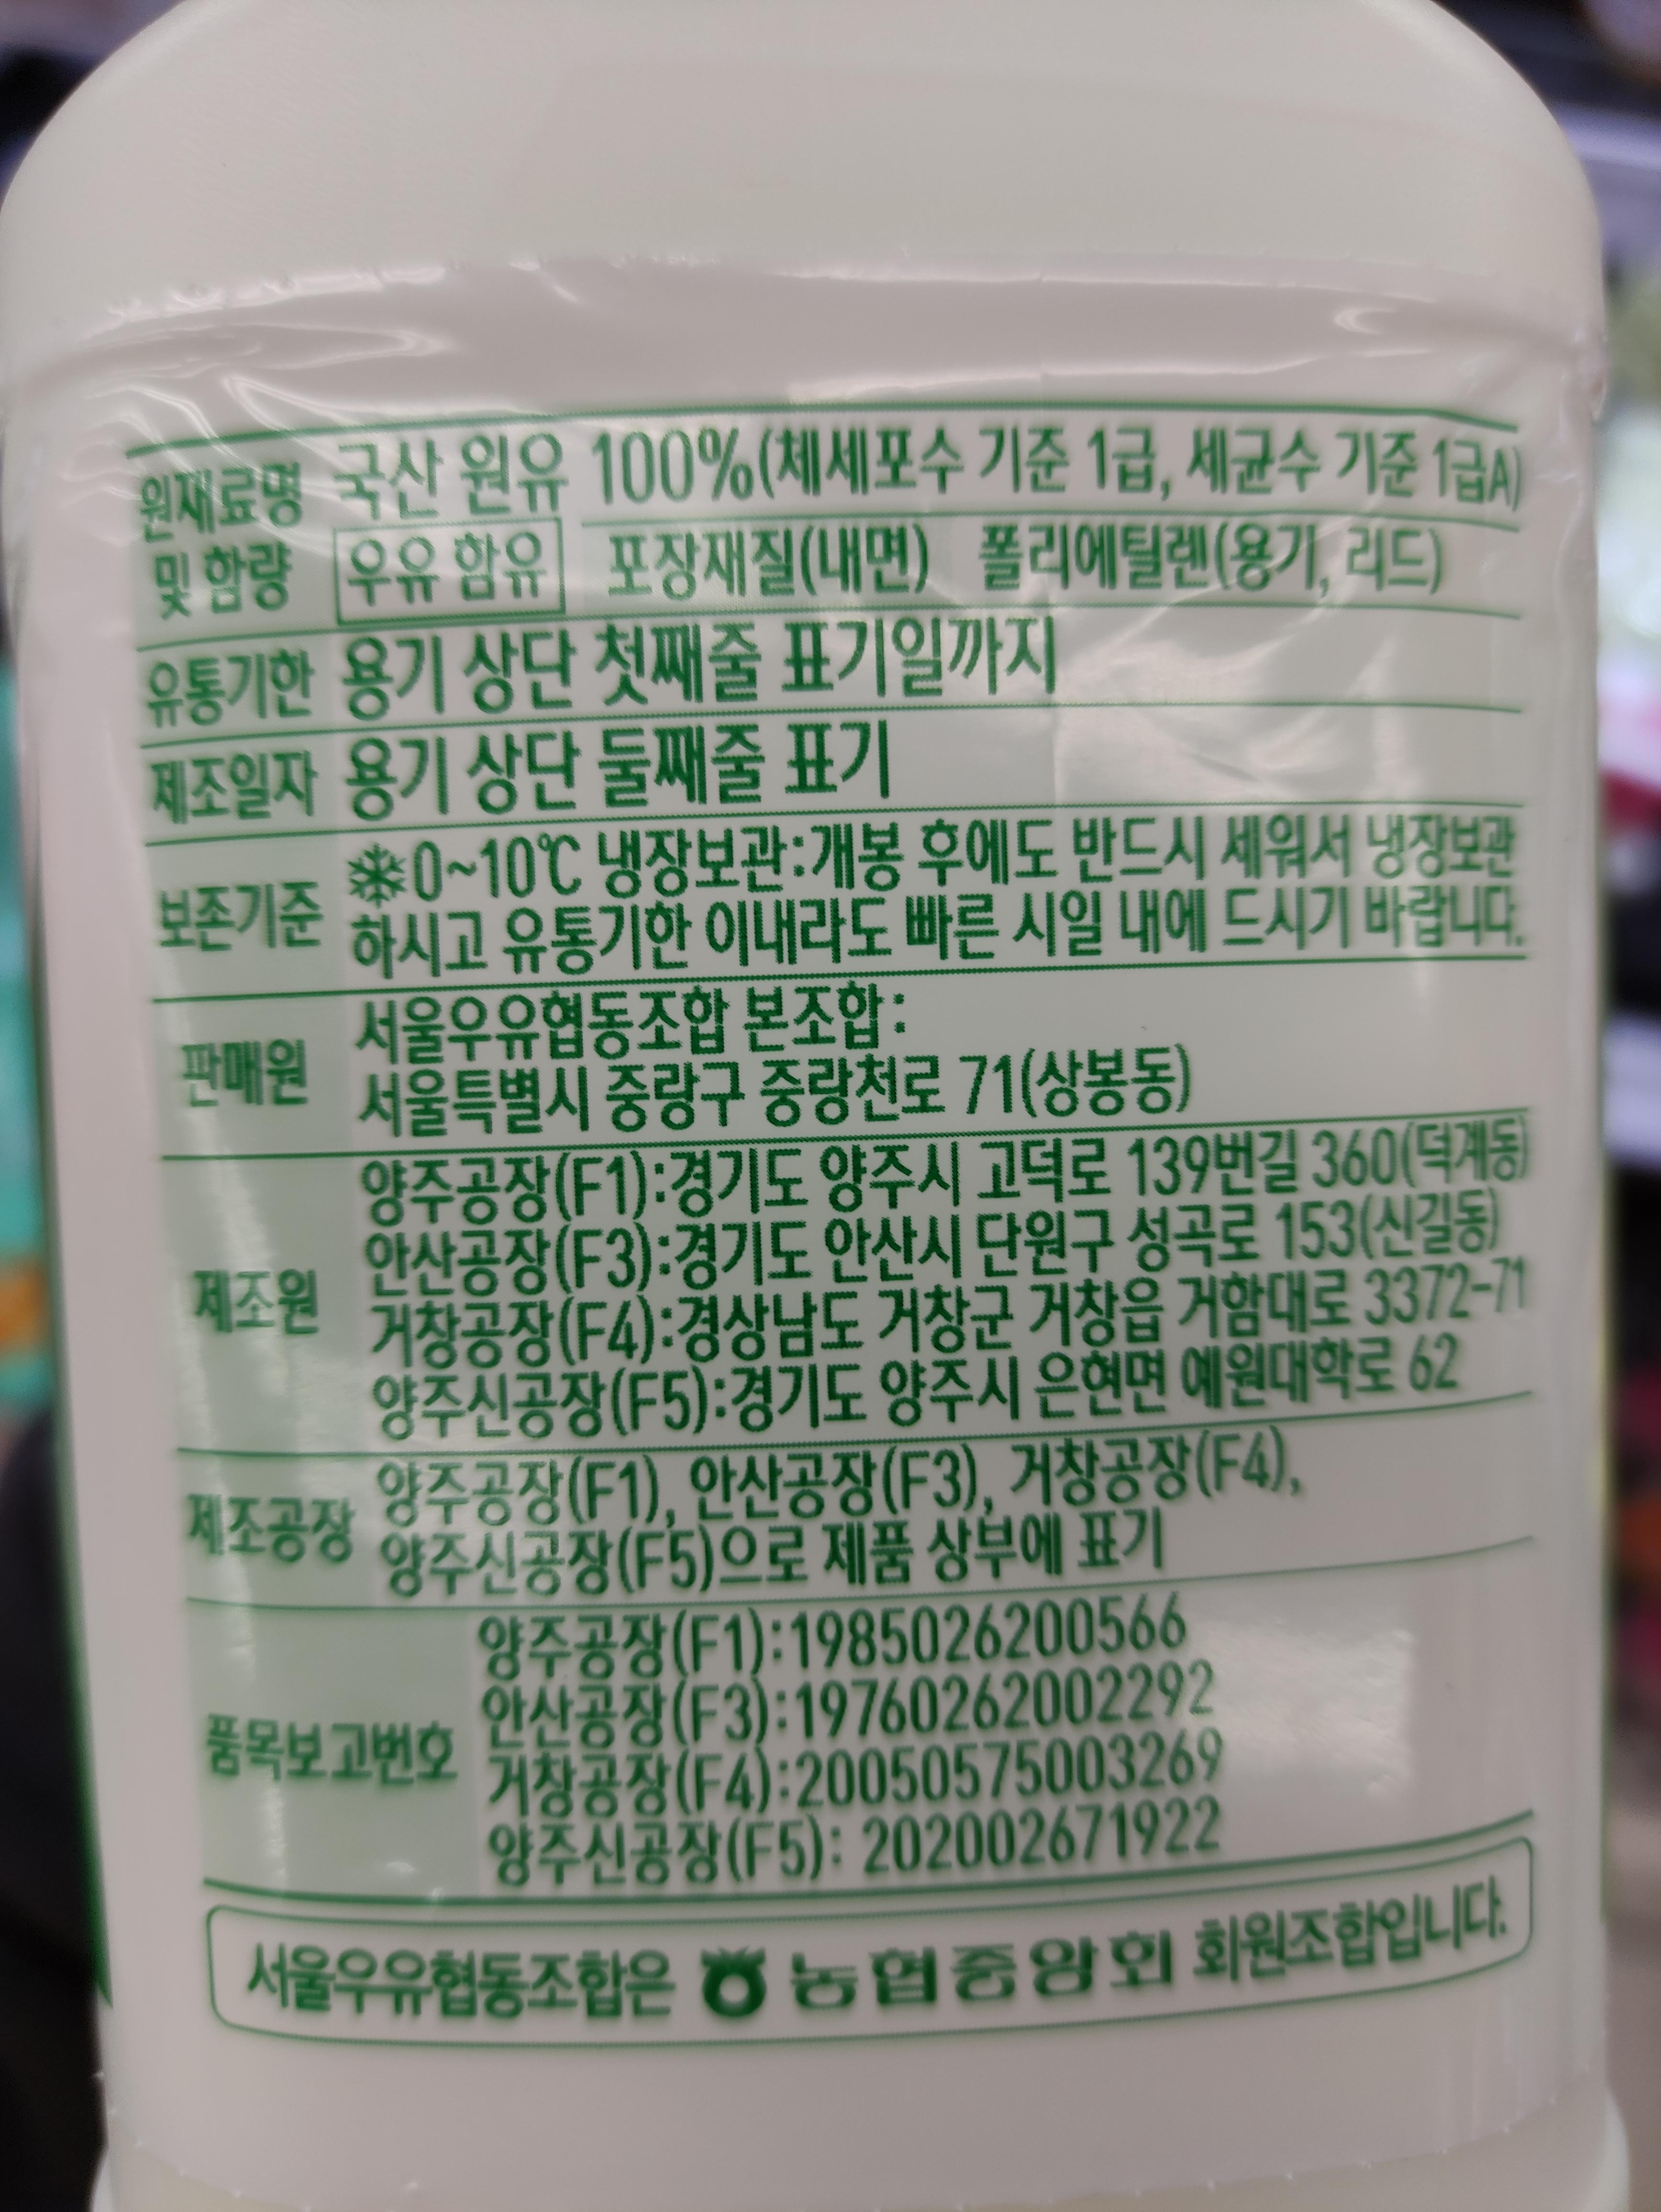 원재료명 및 함량 국산 원유 100%(체세포수 기준 1급, 세균수 기준 1급A)
우유 함유 포장재질(내면) 폴리에틸렌(용기, 리드)
유통기한 용기 상단 첫째줄 표기일까지
제조일자 용기 상단 둘째줄 표기
보존기준 0~10℃ 냉장보관:개봉 후에도 반드시 세워서 냉장보관
하시고 유통기한 이내라도 빠른 시일 내에 드시기 바랍니다.
판매원 서울우유협동조합 본조합:
서울특별시 중랑구 중랑천로 71(상봉동)
제조원 양주공장(F1):경기도 양주시 고덕로 139번길 360(덕계동)
안산공장(F3):경기도 안산시 단원구 성곡로 153(신길동)
거창공장(F4):경상남도 거창군 거창읍 거함대로 3372-71
양주신공장(F5):경기도 양주시 은현면 예원대학로 62
제조공장 양주공장(F1), 안산공장(F3), 거창공장(F4),
양주신공장(F5)으로 제품 상부에 표기
품목보고번호 양주공장(F1):1985026200566
안산공장(F3):19760262002292
거창공장(F4):20050575003269
양주신공장(F5): 202002671922
서울우유협동조합은 농협중앙회 회원조합입니다.